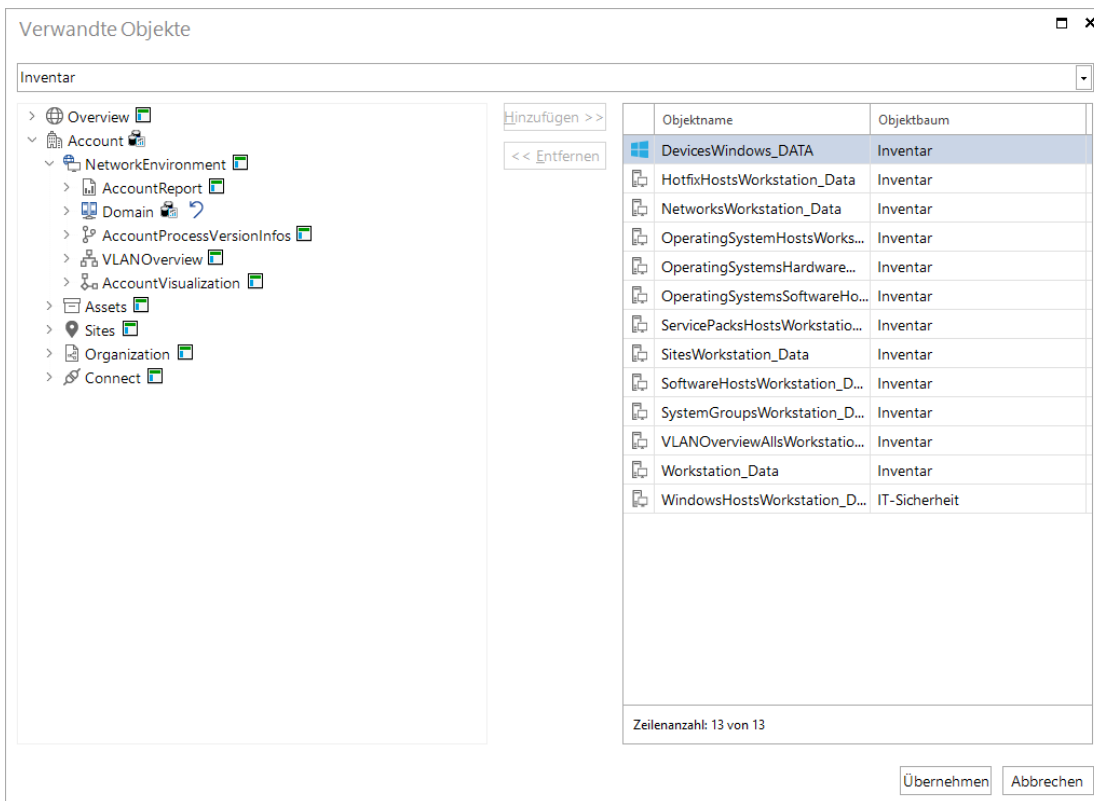 Verwandte Objekte
Inventar
Overview
Account
NetworkEnvironment
AccountReport
Domain
AccountProcessVersionInfos
VLANOverview
AccountVisualization
Assets
Sites
Organization
Connect
Hinzufügen >>
<< Entfernen
Objektname Objektbaum
DevicesWindows_DATA Inventar
HotfixHostsWorkstation_Data Inventar
NetworksWorkstation_Data Inventar
OperatingSystemHostsWorks... Inventar
OperatingSystemsHardware... Inventar
OperatingSystemsSoftwareHo... Inventar
ServicePacksHostsWorkstatio... Inventar
SitesWorkstation_Data Inventar
SoftwareHostsWorkstation_D... Inventar
SystemGroupsWorkstation_D... Inventar
VLANOverviewAllsWorkstatio... Inventar
Workstation_Data Inventar
WindowsHostsWorkstation_D... IT-Sicherheit
Zeilenanzahl: 13 von 13
Übernehmen Abbrechen